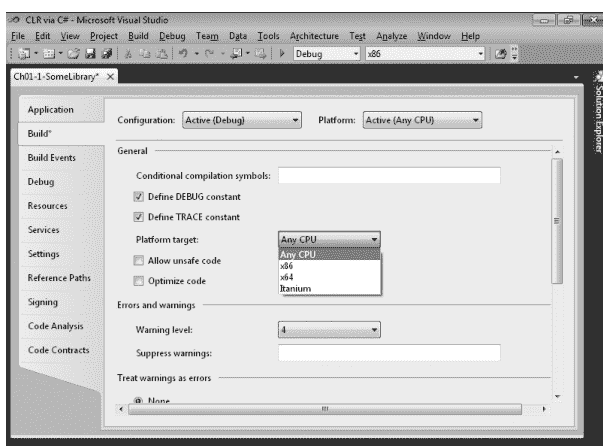 CLR via C# - Microsoft Visual Studio
File Edit View Project Build Debug Team Data Tools Architecture Test Analyze Window Help
Debug x86
Ch01-1-SomeLibrary* ×
Solution Explorer
Application
Build*
Build Events
Debug
Resources
Services
Settings
Reference Paths
Signing
Code Analysis
Code Contracts
Configuration: Active (Debug) Platform: Active (Any CPU)
General
Conditional compilation symbols:
Define DEBUG constant
Define TRACE constant
Platform target: Any CPU
Any CPU
x86
x64
Itanium
Allow unsafe code
Optimize code
Errors and warnings
Warning level: 4
Suppress warnings:
Treat warnings as errors
None